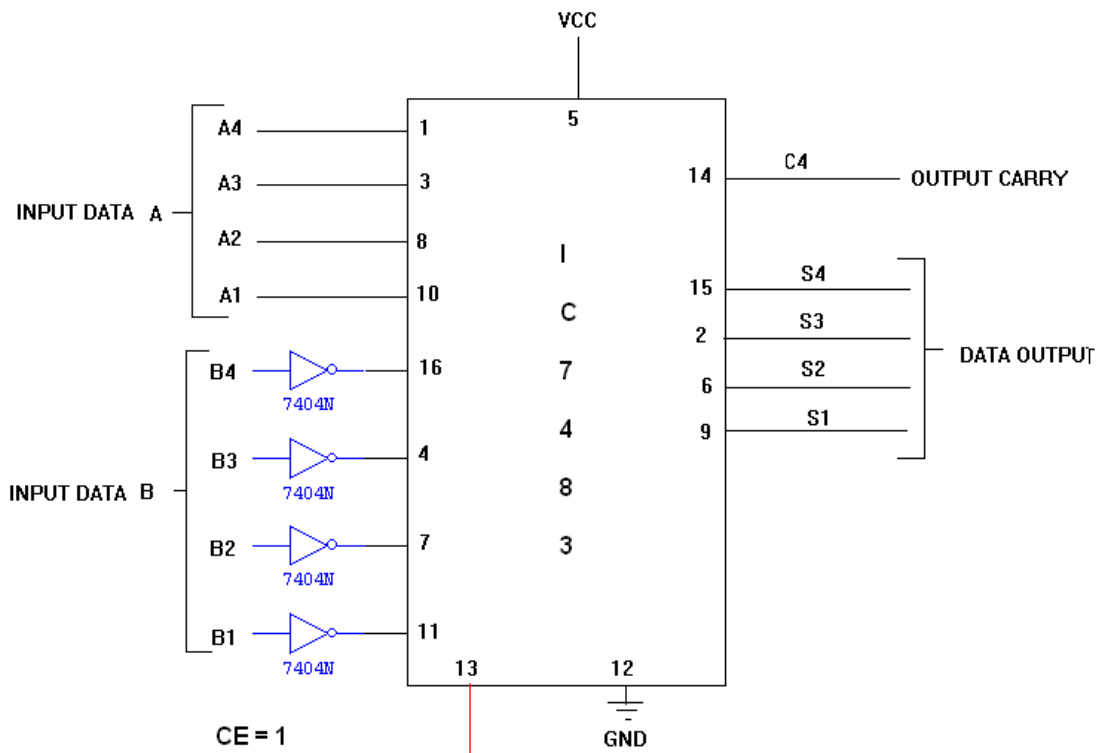 VCC
5
A4
1
A3
3
INPUT DATA A
A2
8
A1
10
14
C4
OUTPUT CARRY
I
C
7
4
8
3
15
S4
2
S3
DATA OUTPUT
6
S2
9
S1
B4
16
7404N
B3
4
7404N
INPUT DATA B
B2
7
7404N
B1
11
7404N
13
12
CE = 1
GND